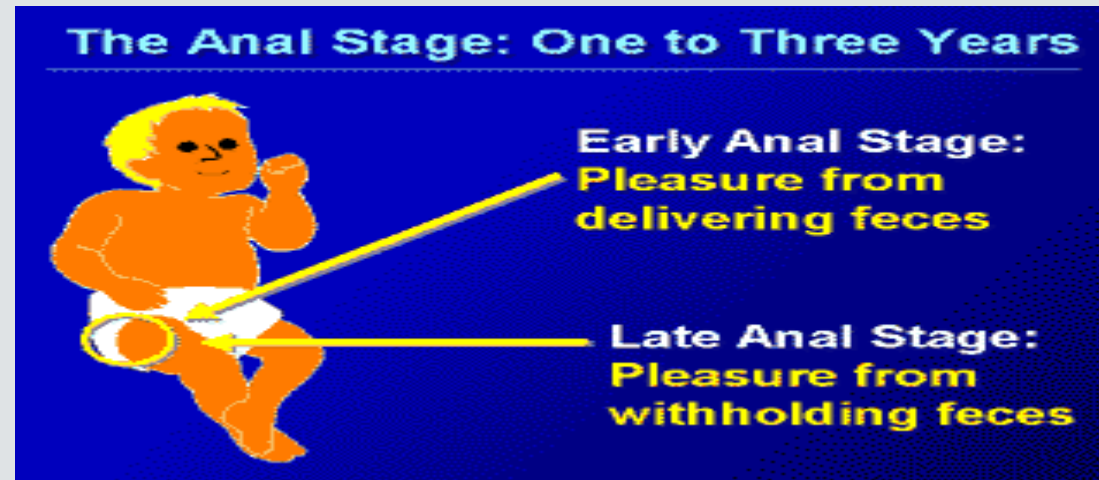 The Anal Stage: One to Three Years
Early Anal Stage:
Pleasure from
delivering feces
Late Anal Stage:
Pleasure from
withholding feces